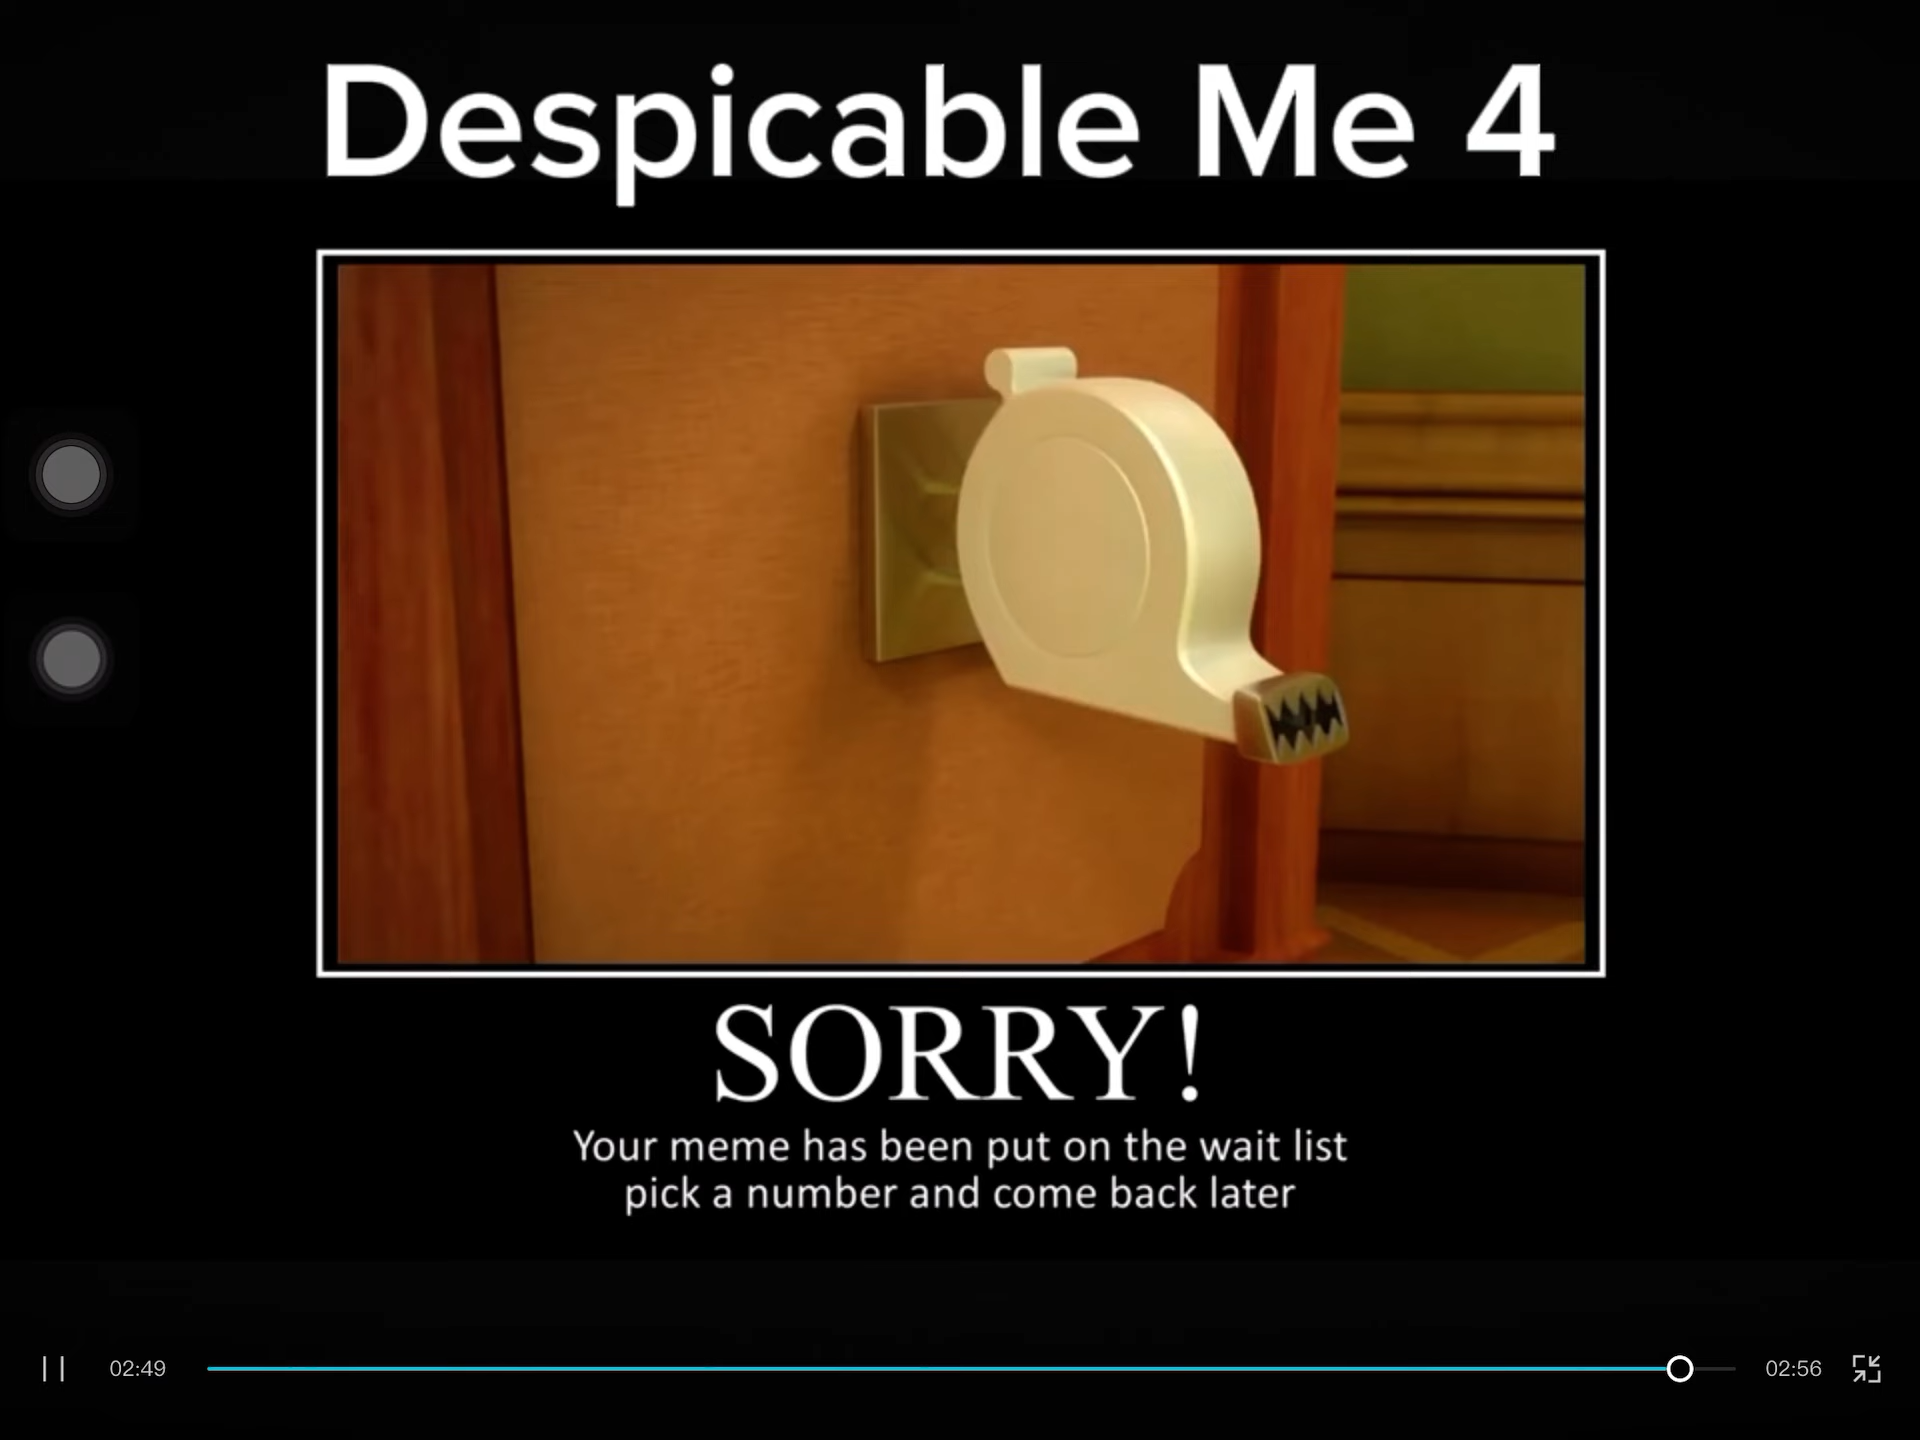 Despicable Me 4
SORRY!
Your meme has been put on the wait list
pick a number and come back later
02:49
02:56